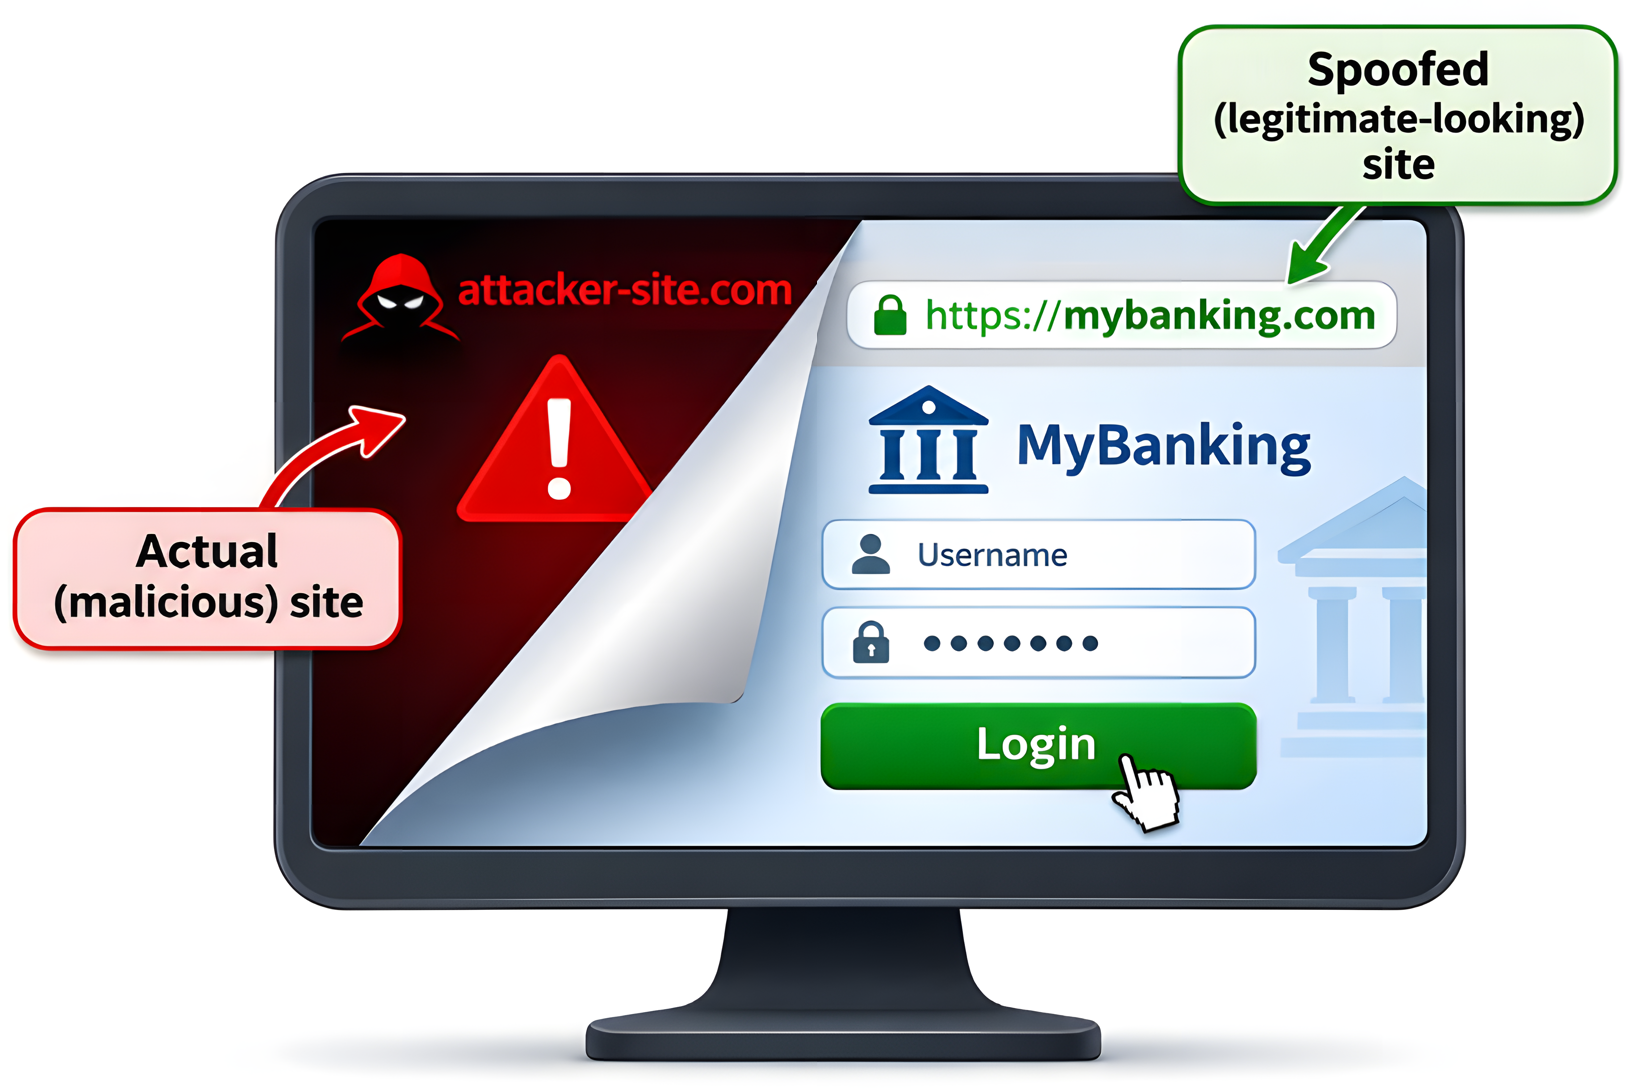 Spoofed
(legitimate-looking)
site
attacker-site.com
https://mybanking.com
MyBanking
Actual
(malicious) site
Username
Login